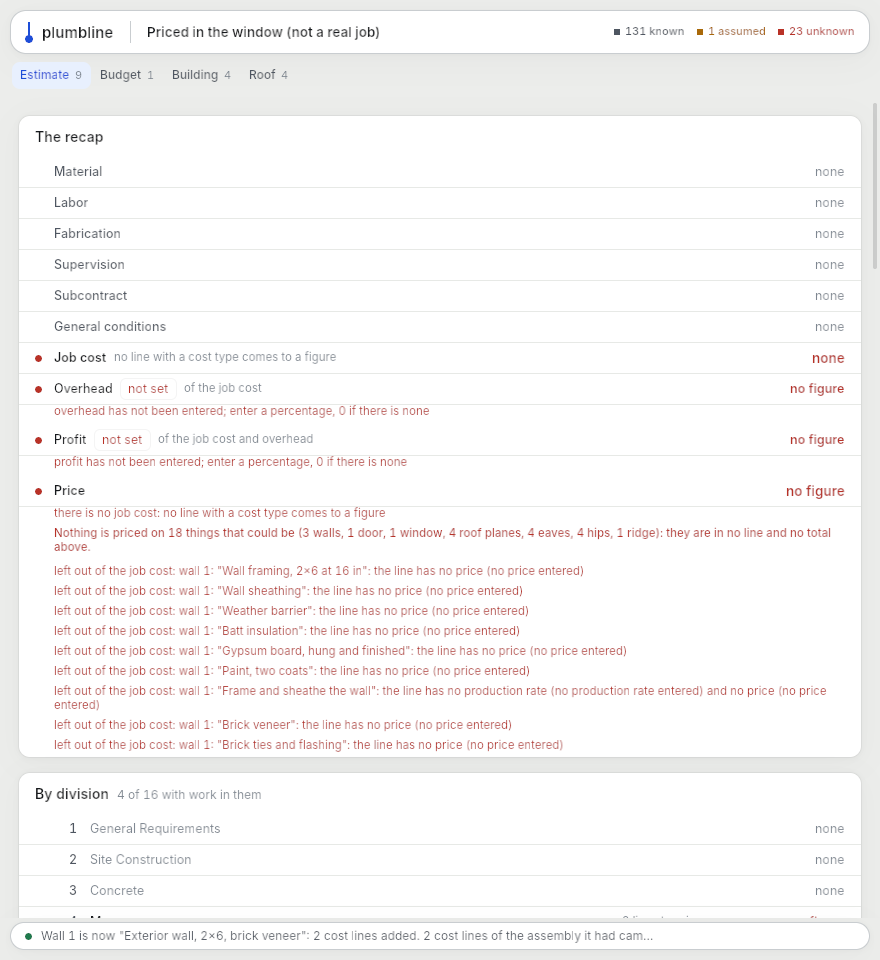 plumbline
Priced in the window (not a real job)
131 known
1 assumed
23 unknown
Estimate 9
Budget 1
Building 4
Roof 4
The recap
Material none
Labor none
Fabrication none
Supervision none
Subcontract none
General conditions none
Job cost no line with a cost type comes to a figure none
Overhead not set of the job cost no figure
overhead has not been entered; enter a percentage, 0 if there is none
Profit not set of the job cost and overhead no figure
profit has not been entered; enter a percentage, 0 if there is none
Price no figure
there is no job cost: no line with a cost type comes to a figure
Nothing is priced on 18 things that could be (3 walls, 1 door, 1 window, 4 roof planes, 4 eaves, 4 hips, 1 ridge): they are in no line and no total
above.
left out of the job cost: wall 1: "Wall framing, 2×6 at 16 in": the line has no price (no price entered)
left out of the job cost: wall 1: "Wall sheathing": the line has no price (no price entered)
left out of the job cost: wall 1: "Weather barrier": the line has no price (no price entered)
left out of the job cost: wall 1: "Batt insulation": the line has no price (no price entered)
left out of the job cost: wall 1: "Gypsum board, hung and finished": the line has no price (no price entered)
left out of the job cost: wall 1: "Paint, two coats": the line has no price (no price entered)
left out of the job cost: wall 1: "Frame and sheathe the wall": the line has no production rate (no production rate entered) and no price (no price
entered)
left out of the job cost: wall 1: "Brick veneer": the line has no price (no price entered)
left out of the job cost: wall 1: "Brick ties and flashing": the line has no price (no price entered)
By division 4 of 16 with work in them
1 General Requirements none
2 Site Construction none
3 Concrete none
Wall 1 is now "Exterior wall, 2×6, brick veneer": 2 cost lines added. 2 cost lines of the assembly it had cam...